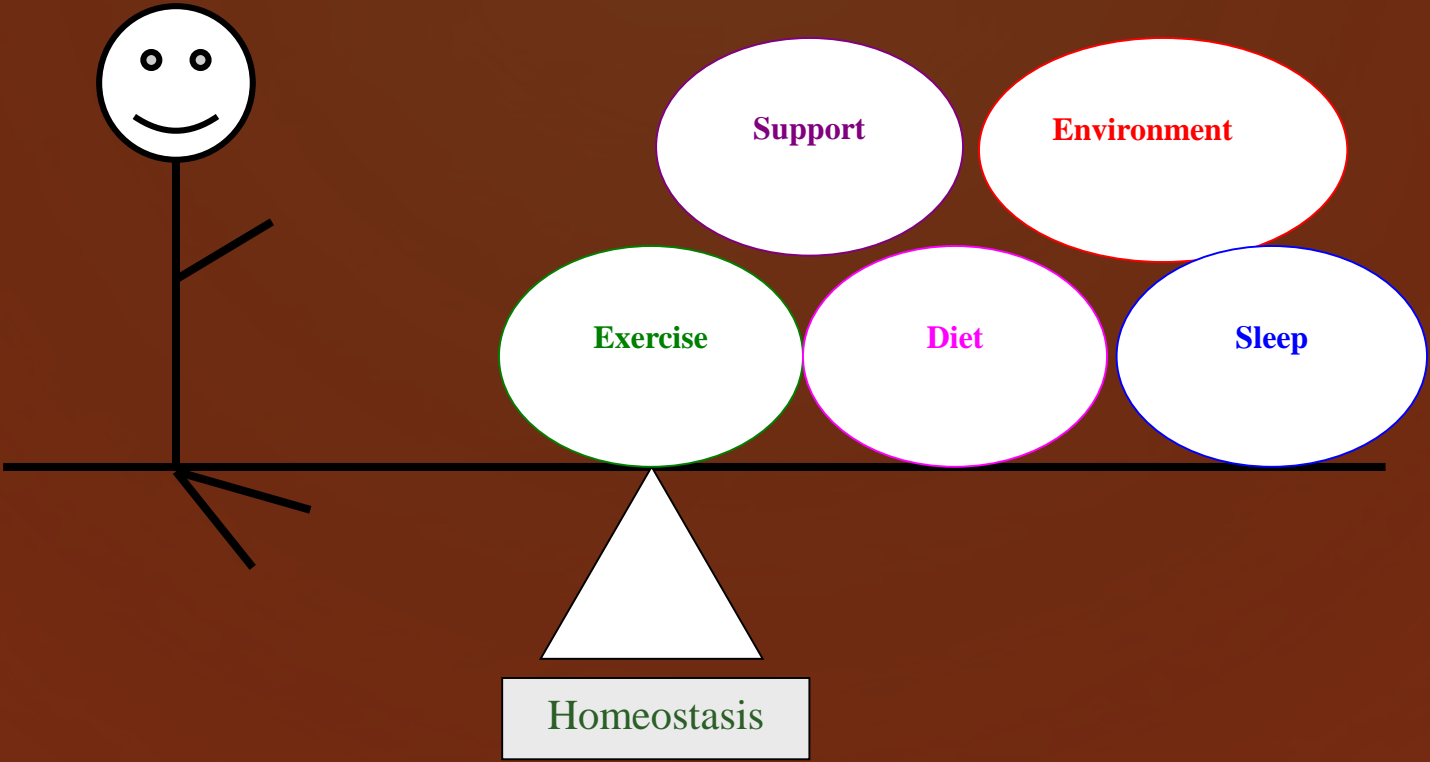 Support
Environment
Exercise
Diet
Sleep
Homeostasis